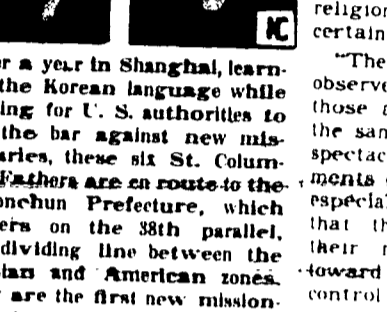 NC
r a year in Shanghai, learn-
the Korean language while
ing for U. S. authorities to
the bar against new mis-
aries, these six St. Colum-
Fathers are en route to the
onchun Prefecture, which
ers on the 38th parallel,
dividing line between the
ian and American zones.
are the first new mission-
religion
certain
"The
observe
those a
the sam
spectac
ments
especial
that th
their r
toward
control